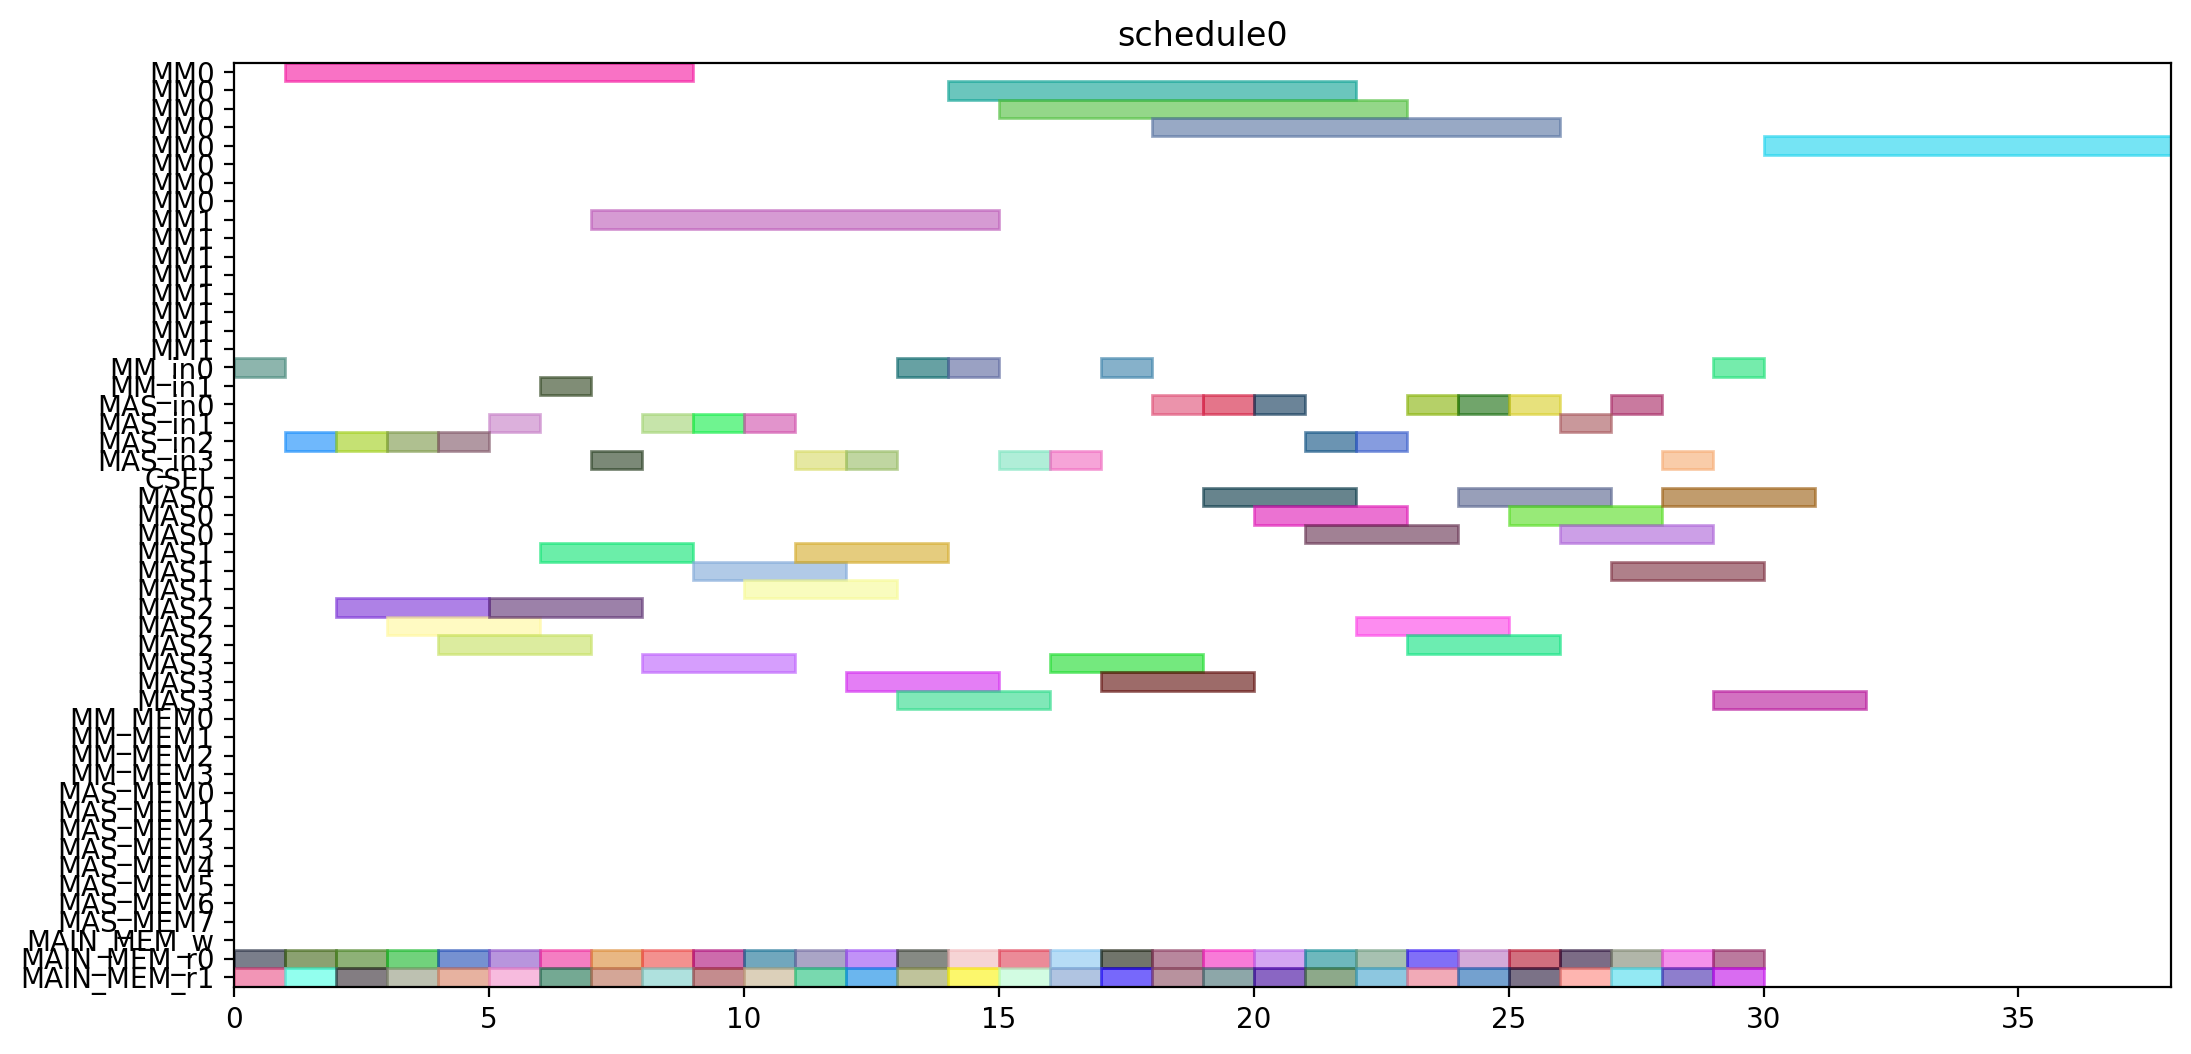 schedule0
MM0
MM0
MM0
MM0
MM0
MM0
MM0
MM0
MM1
MM1
MM1
MM1
MM1
MM1
MM1
MM1
MM_in0
MM_in1
MAS_in0
MAS_in1
MAS_in2
MAS_in3
CSEL
MAS0
MAS0
MAS0
MAS1
MAS1
MAS1
MAS2
MAS2
MAS2
MAS3
MAS3
MAS3
MM_MEM0
MM_MEM1
MM_MEM2
MM_MEM3
MAS_MEM0
MAS_MEM1
MAS_MEM2
MAS_MEM3
MAS_MEM4
MAS_MEM5
MAS_MEM6
MAS_MEM7
MAIN_MEM_w
MAIN_MEM_r0
MAIN_MEM_r1
0 5 10 15 20 25 30 35